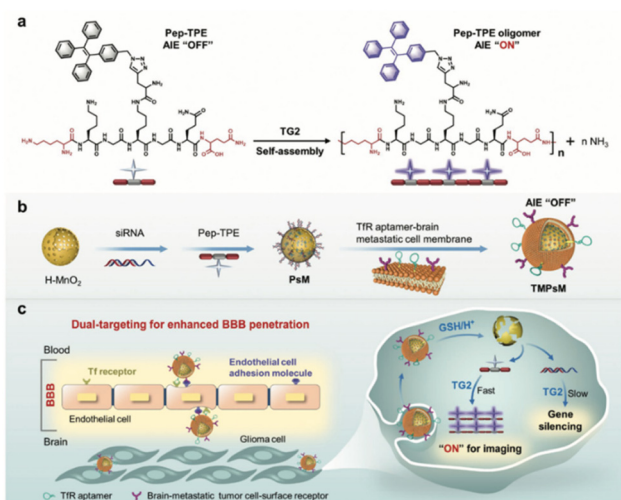 a
Pep-TPE
AIE "OFF"
Pep-TPE oligomer
AIE "ON"
TG2
Self-assembly
n
+ n NH3
b
siRNA
Pep-TPE
TfR aptamer-brain
metastatic cell membrane
AIE "OFF"
H-MnO2
PsM
TMPsM
c
Dual-targeting for enhanced BBB penetration
Blood
Tf receptor
Endothelial cell
adhesion molecule
BBB
Endothelial cell
Brain
Glioma cell
TfR aptamer
Brain-metastatic tumor cell-surface receptor
GSH/H+
TG2
Fast
TG2
Slow
Gene
silencing
"ON" for imaging